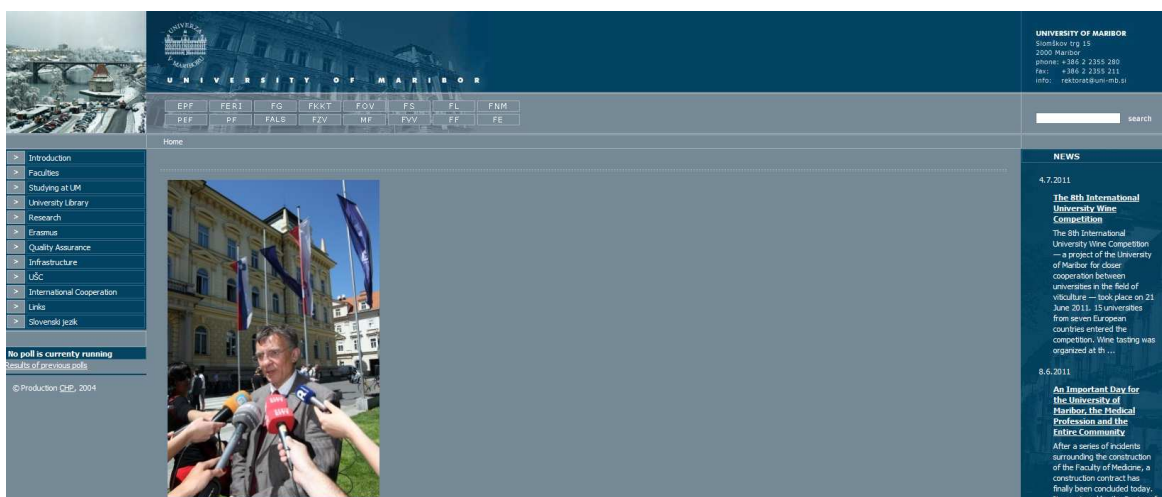 UNIVERZA
V MARIBORU
UNIVERSITY OF MARIBOR
EPF FERI FG FKKT FOV FS FL FNM
PEF PF FALS FZV MF FVV FF FE
UNIVERSITY OF MARIBOR
Slomškov trg 15
2000 Maribor
phone: +386 2 2355 280
fax: +386 2 2355 211
info: rektorat@uni-mb.si
search
Home
> Introduction
> Faculties
> Studying at UM
> University Library
> Research
> Erasmus
> Quality Assurance
> Infrastructure
> UŠC
> International Cooperation
> Links
> Slovenski jezik
No poll is currenty running
Results of previous polls
© Production CHP, 2004
NEWS
4.7.2011
The 8th International
University Wine
Competition
The 8th International
University Wine Competition
— a project of the University
of Maribor for closer
cooperation between
universities in the field of
viticulture — took place on 21
June 2011. 15 universities
from seven European
countries entered the
competition. Wine tasting was
organized at th ...
8.6.2011
An Important Day for
the University of
Maribor, the Medical
Profession and the
Entire Community
After a series of incidents
surrounding the construction
of the Faculty of Medicine, a
construction contract has
finally been concluded today.